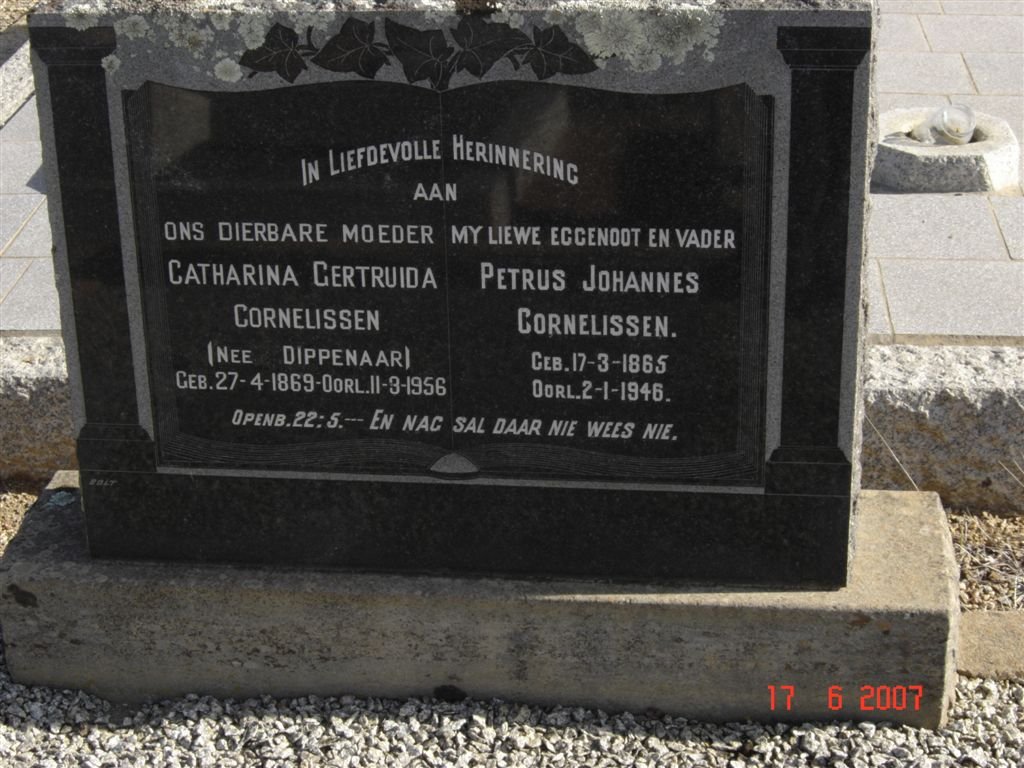 IN LIEFDEVOLLE HERINNERING
AAN
ONS DIERBARE MOEDER
CATHARINA GERTRUIDA
CORNELISSEN
(NEE DIPPENAAR)
GEB. 27-4-1869-OORL. 11-3-1956
MY LIEWE EGGENOOT EN VADER
PETRUS JOHANNES
CORNELISSEN.
GEB. 17-3-1865
OORL. 2-1-1946.
OPENB. 22:5.--- EN NAG SAL DAAR NIE WEES NIE.
BOLT
17 6 2007